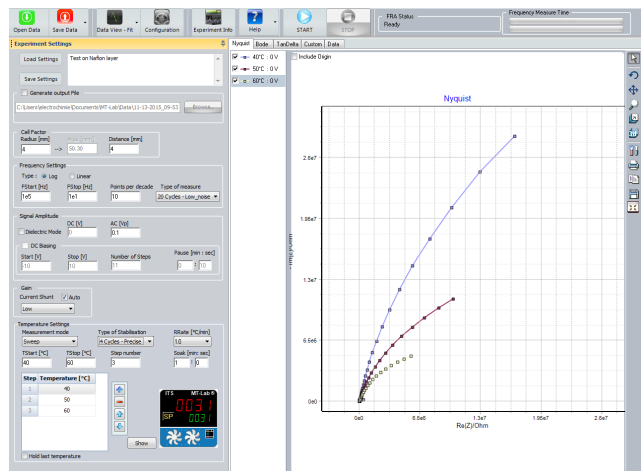 Open Data Save Data Data View - Fit Configuration Experiment Info Help START STOP
FRA Status
Ready
Frequency Measure Time
Experiment Settings
Load Settings
Test on Nafion layer
Save Settings
Generate output File
C:\Users\electrochimie\Documents\MT-Lab\Data\11-13-2015_09-53
Browse...
Cell Factor
Radius [mm] Distance [mm]
4 --> 50.30 4
Frequency Settings
Type : Log Linear
FStart [Hz] FStop [Hz] Points per decade Type of measure
1e5 1e1 10 20 Cycles - Low_noise
Signal Amplitude
DC [V] AC [Vp]
Dielectric Mode 0 0.1
DC Biasing
Start [V] Stop [V] Number of Steps Pause [min : sec]
-10 10 11 0 : 10
Gain
Current Shunt Auto
Low
Temperature Settings
Measurement mode Type of Stabilisation RRate [°C/min]
Sweep 4 Cycles - Precise 1.0
TStart [°C] TStop [°C] Step number Soak [min: sec]
40 60 3 1 : 0
Step Temperature [°C]
1 40
2 50
3 60
ITS MT-Lab ®
0031
SP 0031
Show
Hold last temperature
Nyquist Bode TanDelta Custom Data
40°C : 0 V
50°C : 0 V
60°C : 0 V
Include Origin
Nyquist
2.6e7
1.95e7
1.3e7
6.5e6
0e0
0e0 6.5e6 1.3e7 1.95e7 2.6e7
Re(Z)/Ohm